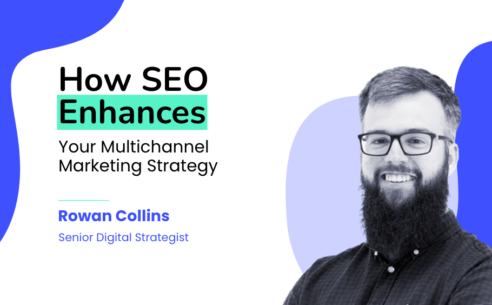 How SEO
Enhances
Your Multichannel
Marketing Strategy
Rowan Collins
Senior Digital Strategist